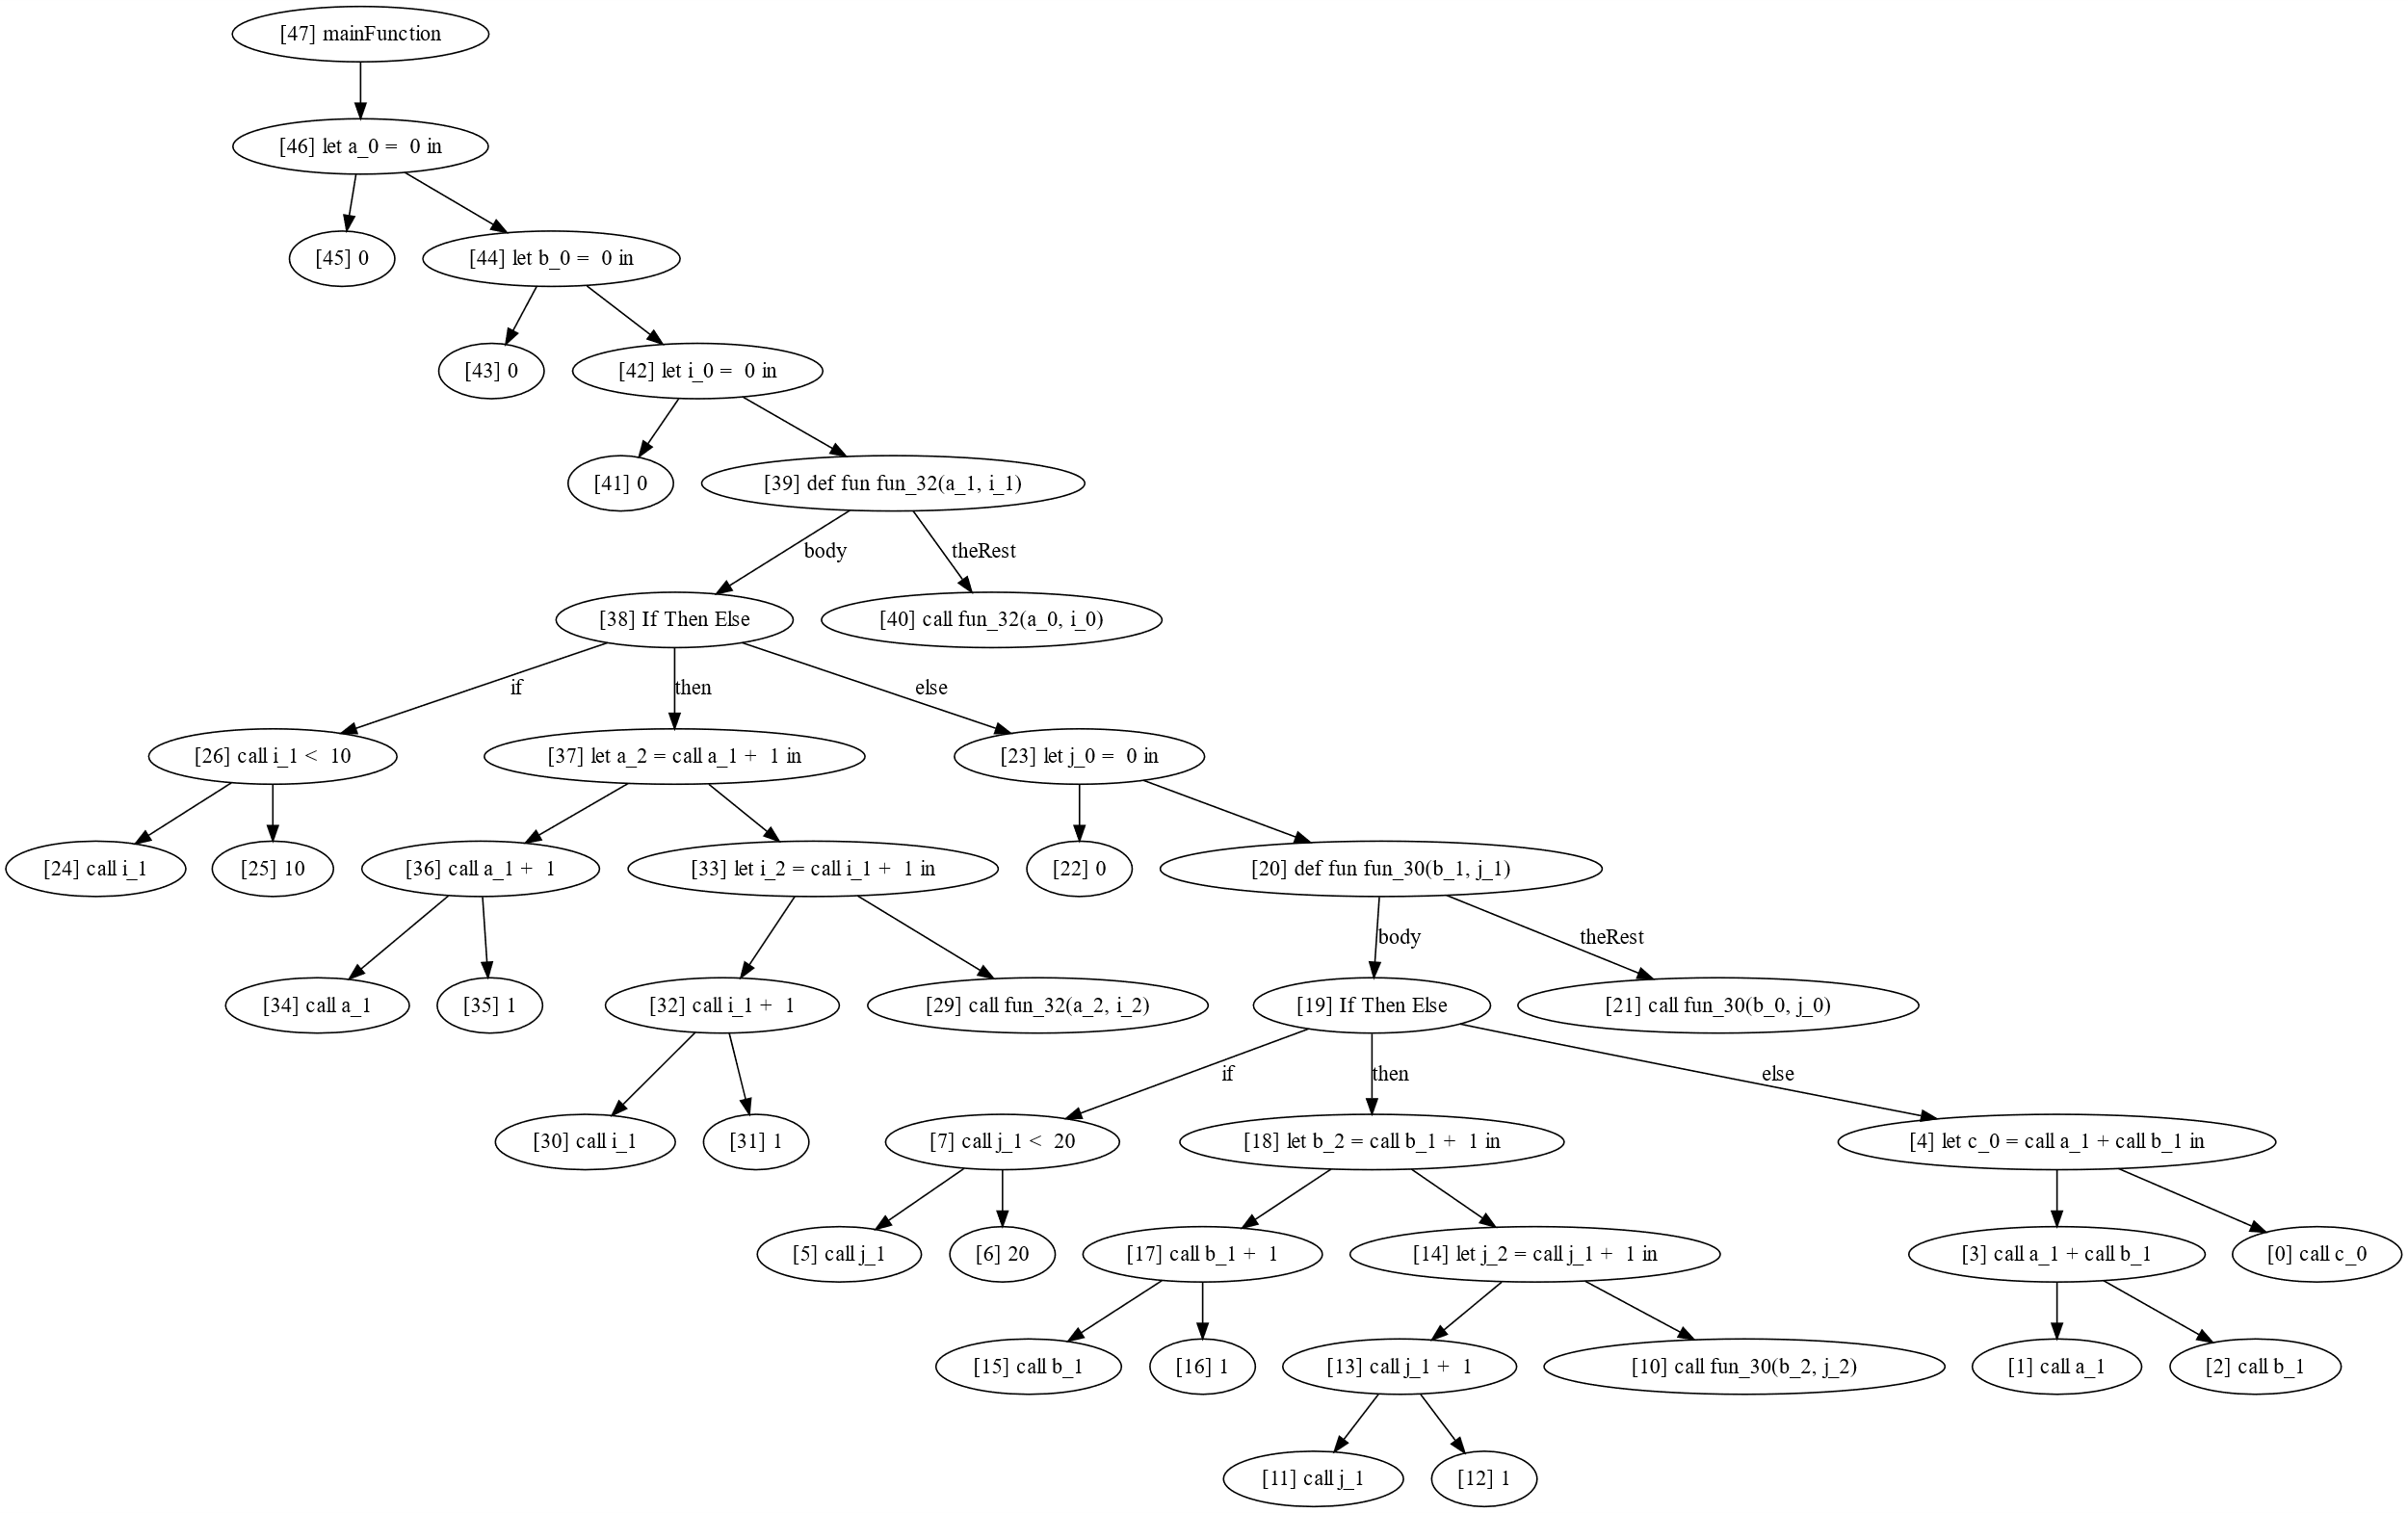 [47] mainFunction
[46] let a_0 =  0 in
[45] 0
[44] let b_0 =  0 in
[43] 0
[42] let i_0 =  0 in
[41] 0
[39] def fun fun_32(a_1, i_1)
body
theRest
[38] If Then Else
[40] call fun_32(a_0, i_0)
if
then
else
[26] call i_1 <  10
[37] let a_2 = call a_1 +  1 in
[23] let j_0 =  0 in
[24] call i_1
[25] 10
[36] call a_1 +  1
[33] let i_2 = call i_1 +  1 in
[22] 0
[20] def fun fun_30(b_1, j_1)
body
theRest
[34] call a_1
[35] 1
[32] call i_1 +  1
[29] call fun_32(a_2, i_2)
[19] If Then Else
[21] call fun_30(b_0, j_0)
if
then
else
[30] call i_1
[31] 1
[7] call j_1 <  20
[18] let b_2 = call b_1 +  1 in
[4] let c_0 = call a_1 + call b_1 in
[5] call j_1
[6] 20
[17] call b_1 +  1
[14] let j_2 = call j_1 +  1 in
[3] call a_1 + call b_1
[0] call c_0
[15] call b_1
[16] 1
[13] call j_1 +  1
[10] call fun_30(b_2, j_2)
[1] call a_1
[2] call b_1
[11] call j_1
[12] 1